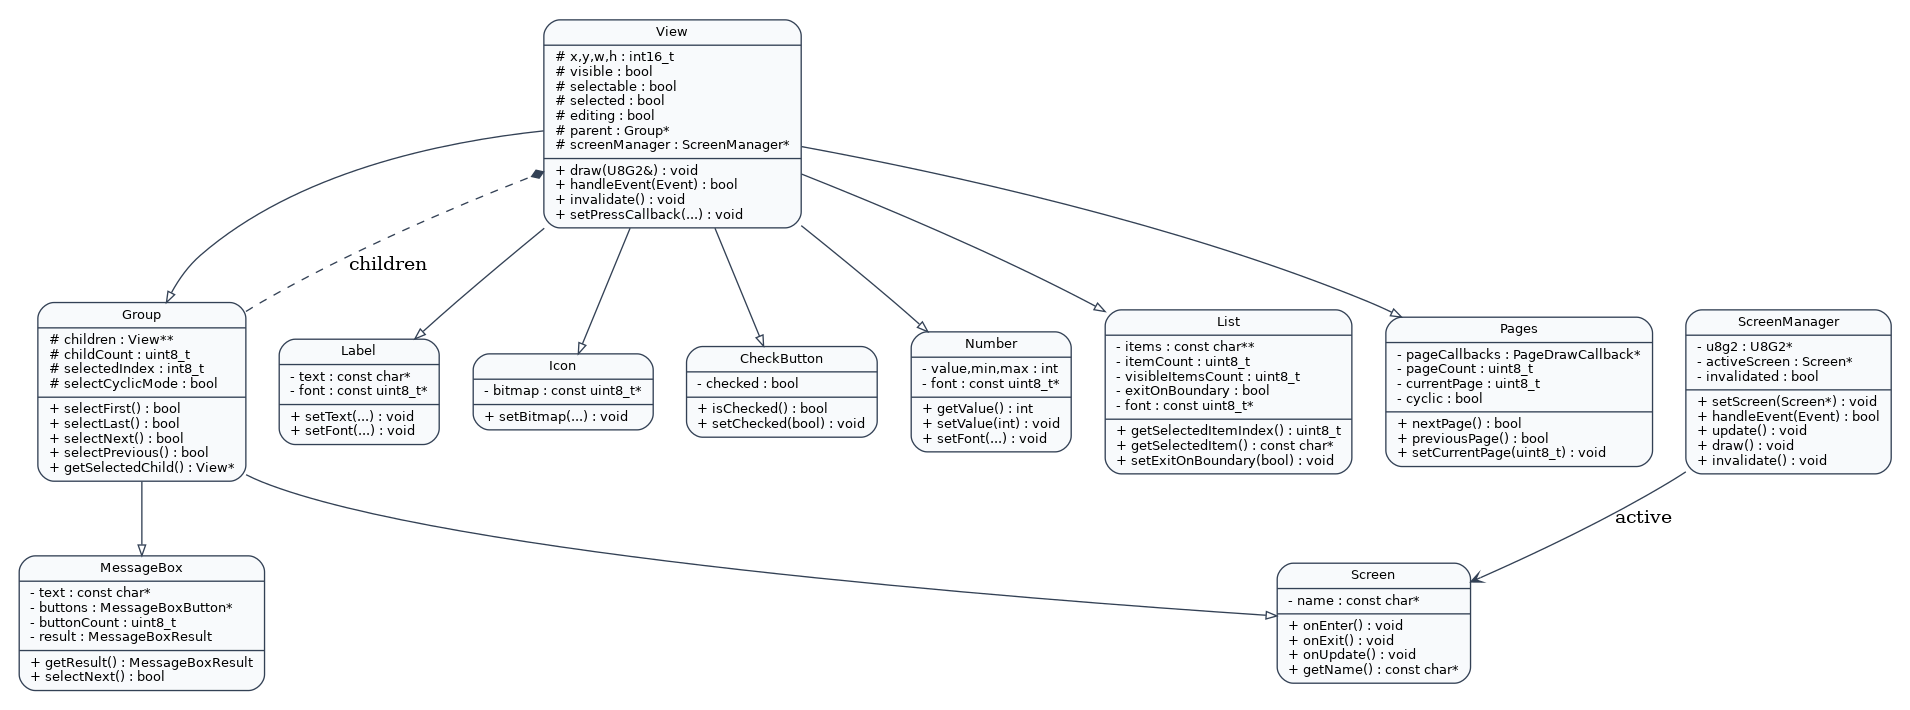 View
# x,y,w,h : int16_t
# visible : bool
# selectable : bool
# selected : bool
# editing : bool
# parent : Group*
# screenManager : ScreenManager*
+ draw(U8G2&) : void
+ handleEvent(Event) : bool
+ invalidate() : void
+ setPressCallback(...) : void
children
Group
# children : View**
# childCount : uint8_t
# selectedIndex : int8_t
# selectCyclicMode : bool
+ selectFirst() : bool
+ selectLast() : bool
+ selectNext() : bool
+ selectPrevious() : bool
+ getSelectedChild() : View*
Label
- text : const char*
- font : const uint8_t*
+ setText(...) : void
+ setFont(...) : void
Icon
- bitmap : const uint8_t*
+ setBitmap(...) : void
CheckButton
- checked : bool
+ isChecked() : bool
+ setChecked(bool) : void
Number
- value,min,max : int
- font : const uint8_t*
+ getValue() : int
+ setValue(int) : void
+ setFont(...) : void
List
- items : const char**
- itemCount : uint8_t
- visibleItemsCount : uint8_t
- exitOnBoundary : bool
- font : const uint8_t*
+ getSelectedItemIndex() : uint8_t
+ getSelectedItem() : const char*
+ setExitOnBoundary(bool) : void
Pages
- pageCallbacks : PageDrawCallback*
- pageCount : uint8_t
- currentPage : uint8_t
- cyclic : bool
+ nextPage() : bool
+ previousPage() : bool
+ setCurrentPage(uint8_t) : void
ScreenManager
- u8g2 : U8G2*
- activeScreen : Screen*
- invalidated : bool
+ setScreen(Screen*) : void
+ handleEvent(Event) : bool
+ update() : void
+ draw() : void
+ invalidate() : void
active
MessageBox
- text : const char*
- buttons : MessageBoxButton*
- buttonCount : uint8_t
- result : MessageBoxResult
+ getResult() : MessageBoxResult
+ selectNext() : bool
Screen
- name : const char*
+ onEnter() : void
+ onExit() : void
+ onUpdate() : void
+ getName() : const char*